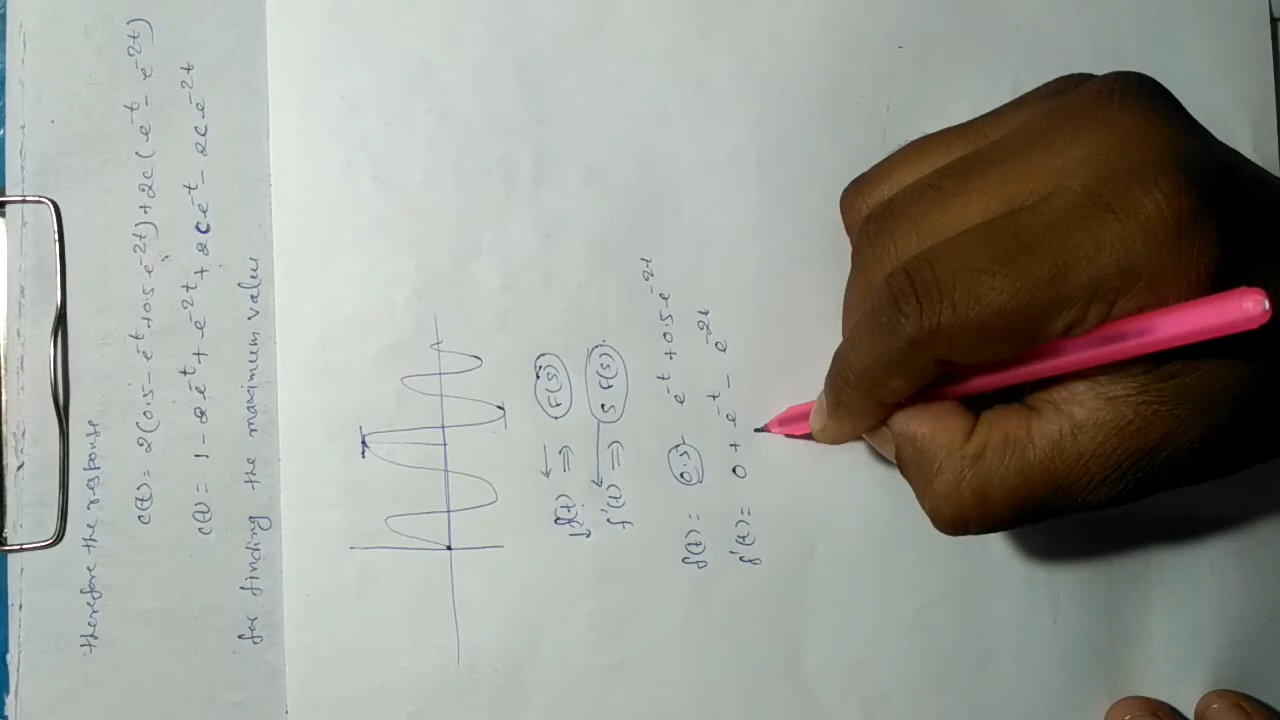 therefore the response
c(t) = 2(0.5 - e^-t + 0.5 e^-2t) + 2c(e^-t - e^-2t)
c(t) = 1 - 2e^-t + e^-2t + 2ce^-t - 2ce^-2t
for finding the maximum value
f(t) ⇒ F(s)
f'(t) ⇒ s F(s).
f(t) = 0.5 - e^-t + 0.5 e^-2t
f'(t) = 0 + e^-t - e^-2t